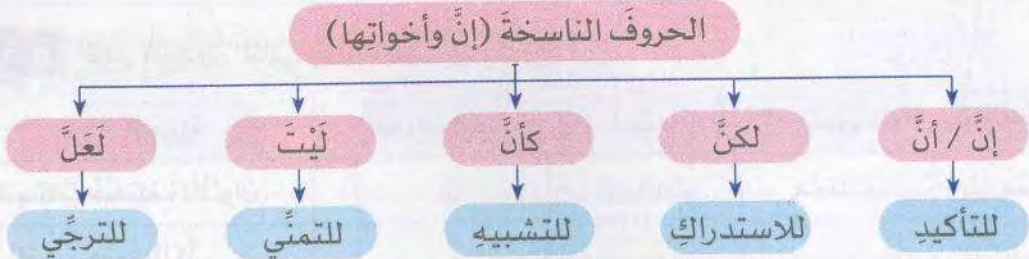 الحروفَ الناسخةَ (إنَّ وأخواتِها)
إنَّ / أنَّ لكنَّ كأنَّ لَيْتَ لَعَلَّ
للتأكيدِ للاستدراكِ للتشبيهِ للتمنِّي للترجِّي